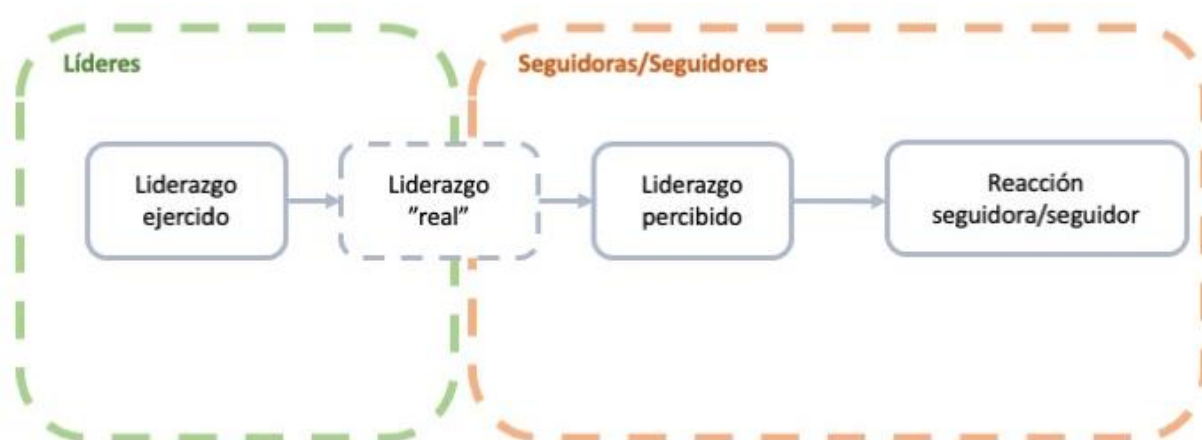 Líderes
Seguidoras/Seguidores
Liderazgo
ejercido
Liderazgo
”real”
Liderazgo
percibido
Reacción
seguidora/seguidor